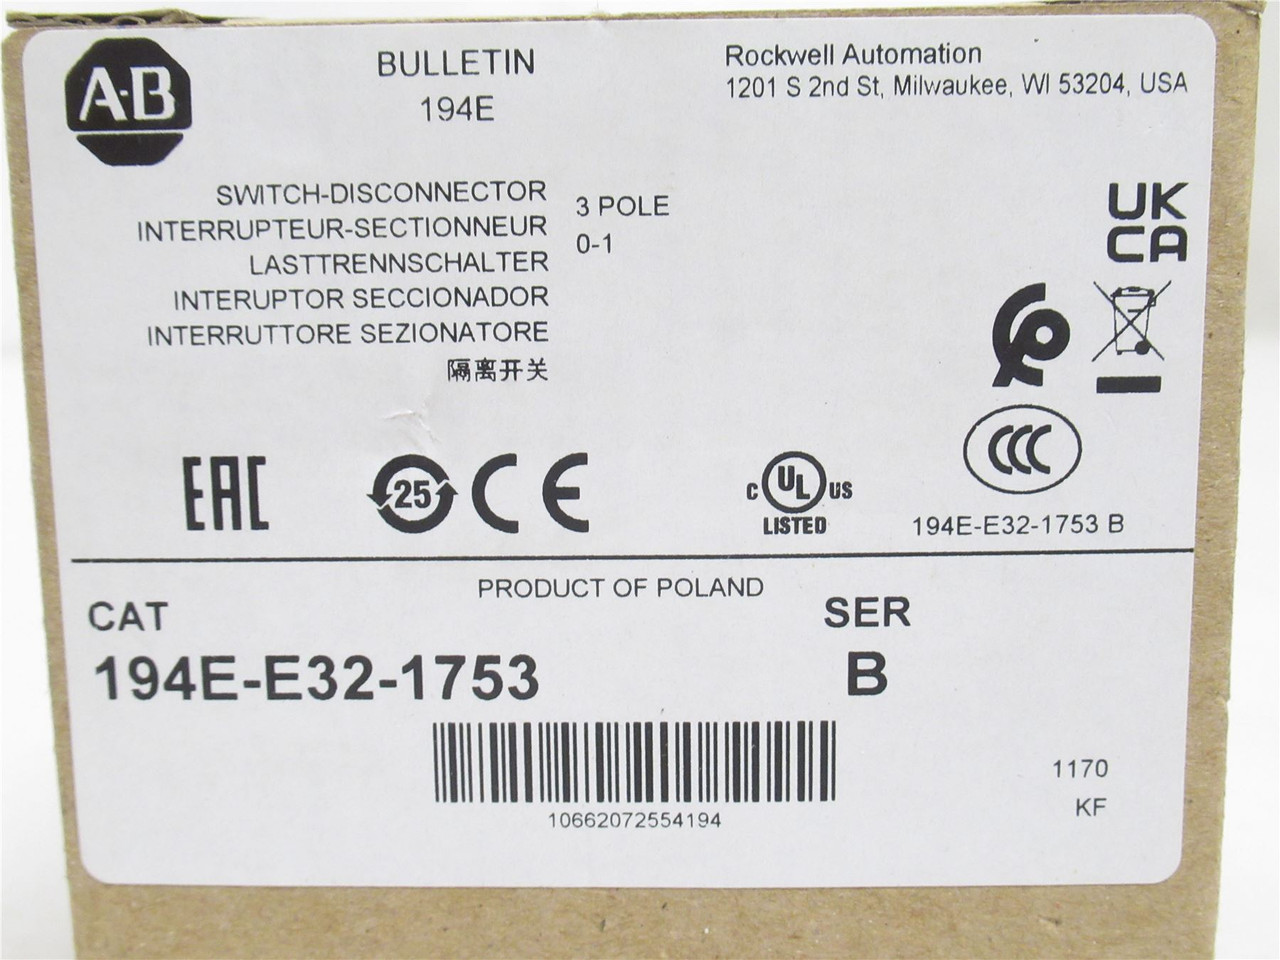 A-B
BULLETIN
194E
Rockwell Automation
1201 S 2nd St, Milwaukee, WI 53204, USA
SWITCH-DISCONNECTOR
INTERRUPTEUR-SECTIONNEUR
LASTTRENNSCHALTER
INTERUPTOR SECCIONADOR
INTERRUTTORE SEZIONATORE
隔离开关
3 POLE
0-1
UK
CA
EAC
25
CE
C UL US
LISTED
CCC
194E-E32-1753 B
PRODUCT OF POLAND
CAT
194E-E32-1753
SER
B
10662072554194
1170
KF